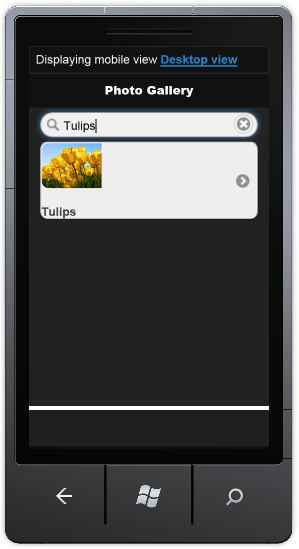 Displaying mobile view Desktop view
Photo Gallery
Tulips
Tulips